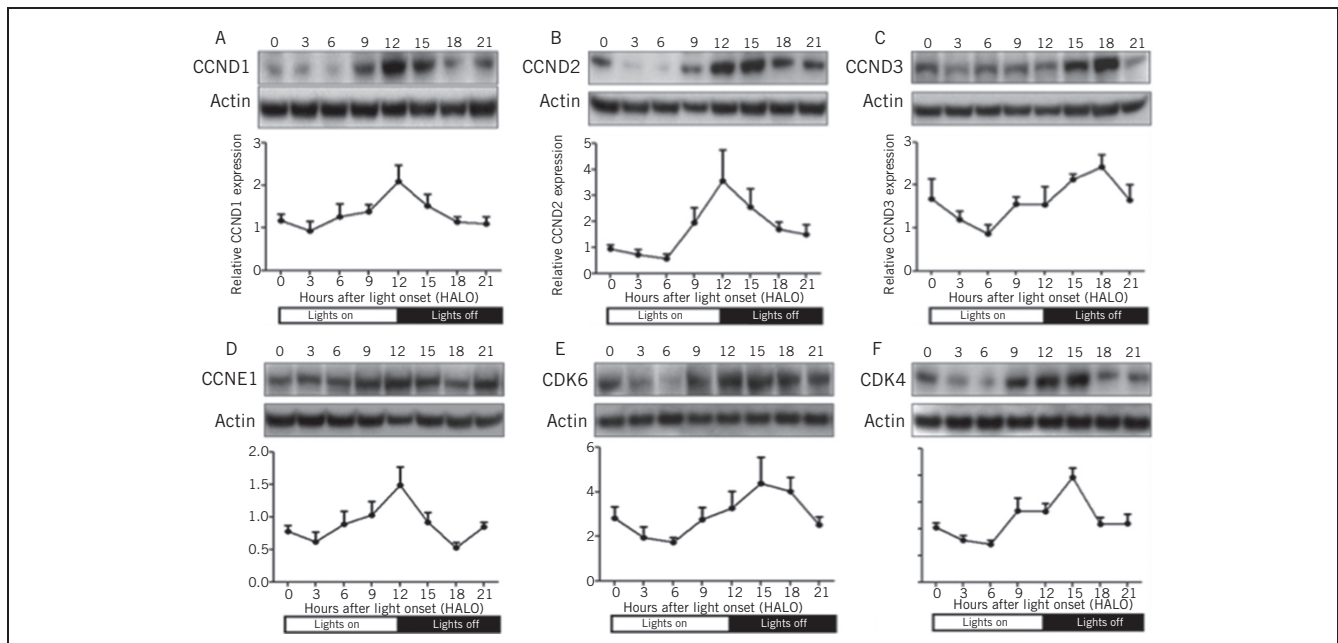 A
0 3 6 9 12 15 18 21
CCND1
Actin
Relative CCND1 expression
3
2
1
0
0 3 6 9 12 15 18 21
Hours after light onset (HALO)
Lights on Lights off
B
0 3 6 9 12 15 18 21
CCND2
Actin
Relative CCND2 expression
5
4
3
2
1
0
0 3 6 9 12 15 18 21
Hours after light onset (HALO)
Lights on Lights off
C
0 3 6 9 12 15 18 21
CCND3
Actin
Relative CCND3 expression
3
2
1
0
0 3 6 9 12 15 18 21
Hours after light onset (HALO)
Lights on Lights off
D
0 3 6 9 12 15 18 21
CCNE1
Actin
2.0
1.5
1.0
0.5
0.0
0 3 6 9 12 15 18 21
Hours after light onset (HALO)
Lights on Lights off
E
0 3 6 9 12 15 18 21
CDK6
Actin
6
4
2
0
0 3 6 9 12 15 18 21
Hours after light onset (HALO)
Lights on Lights off
F
0 3 6 9 12 15 18 21
CDK4
Actin
0 3 6 9 12 15 18 21
Hours after light onset (HALO)
Lights on Lights off